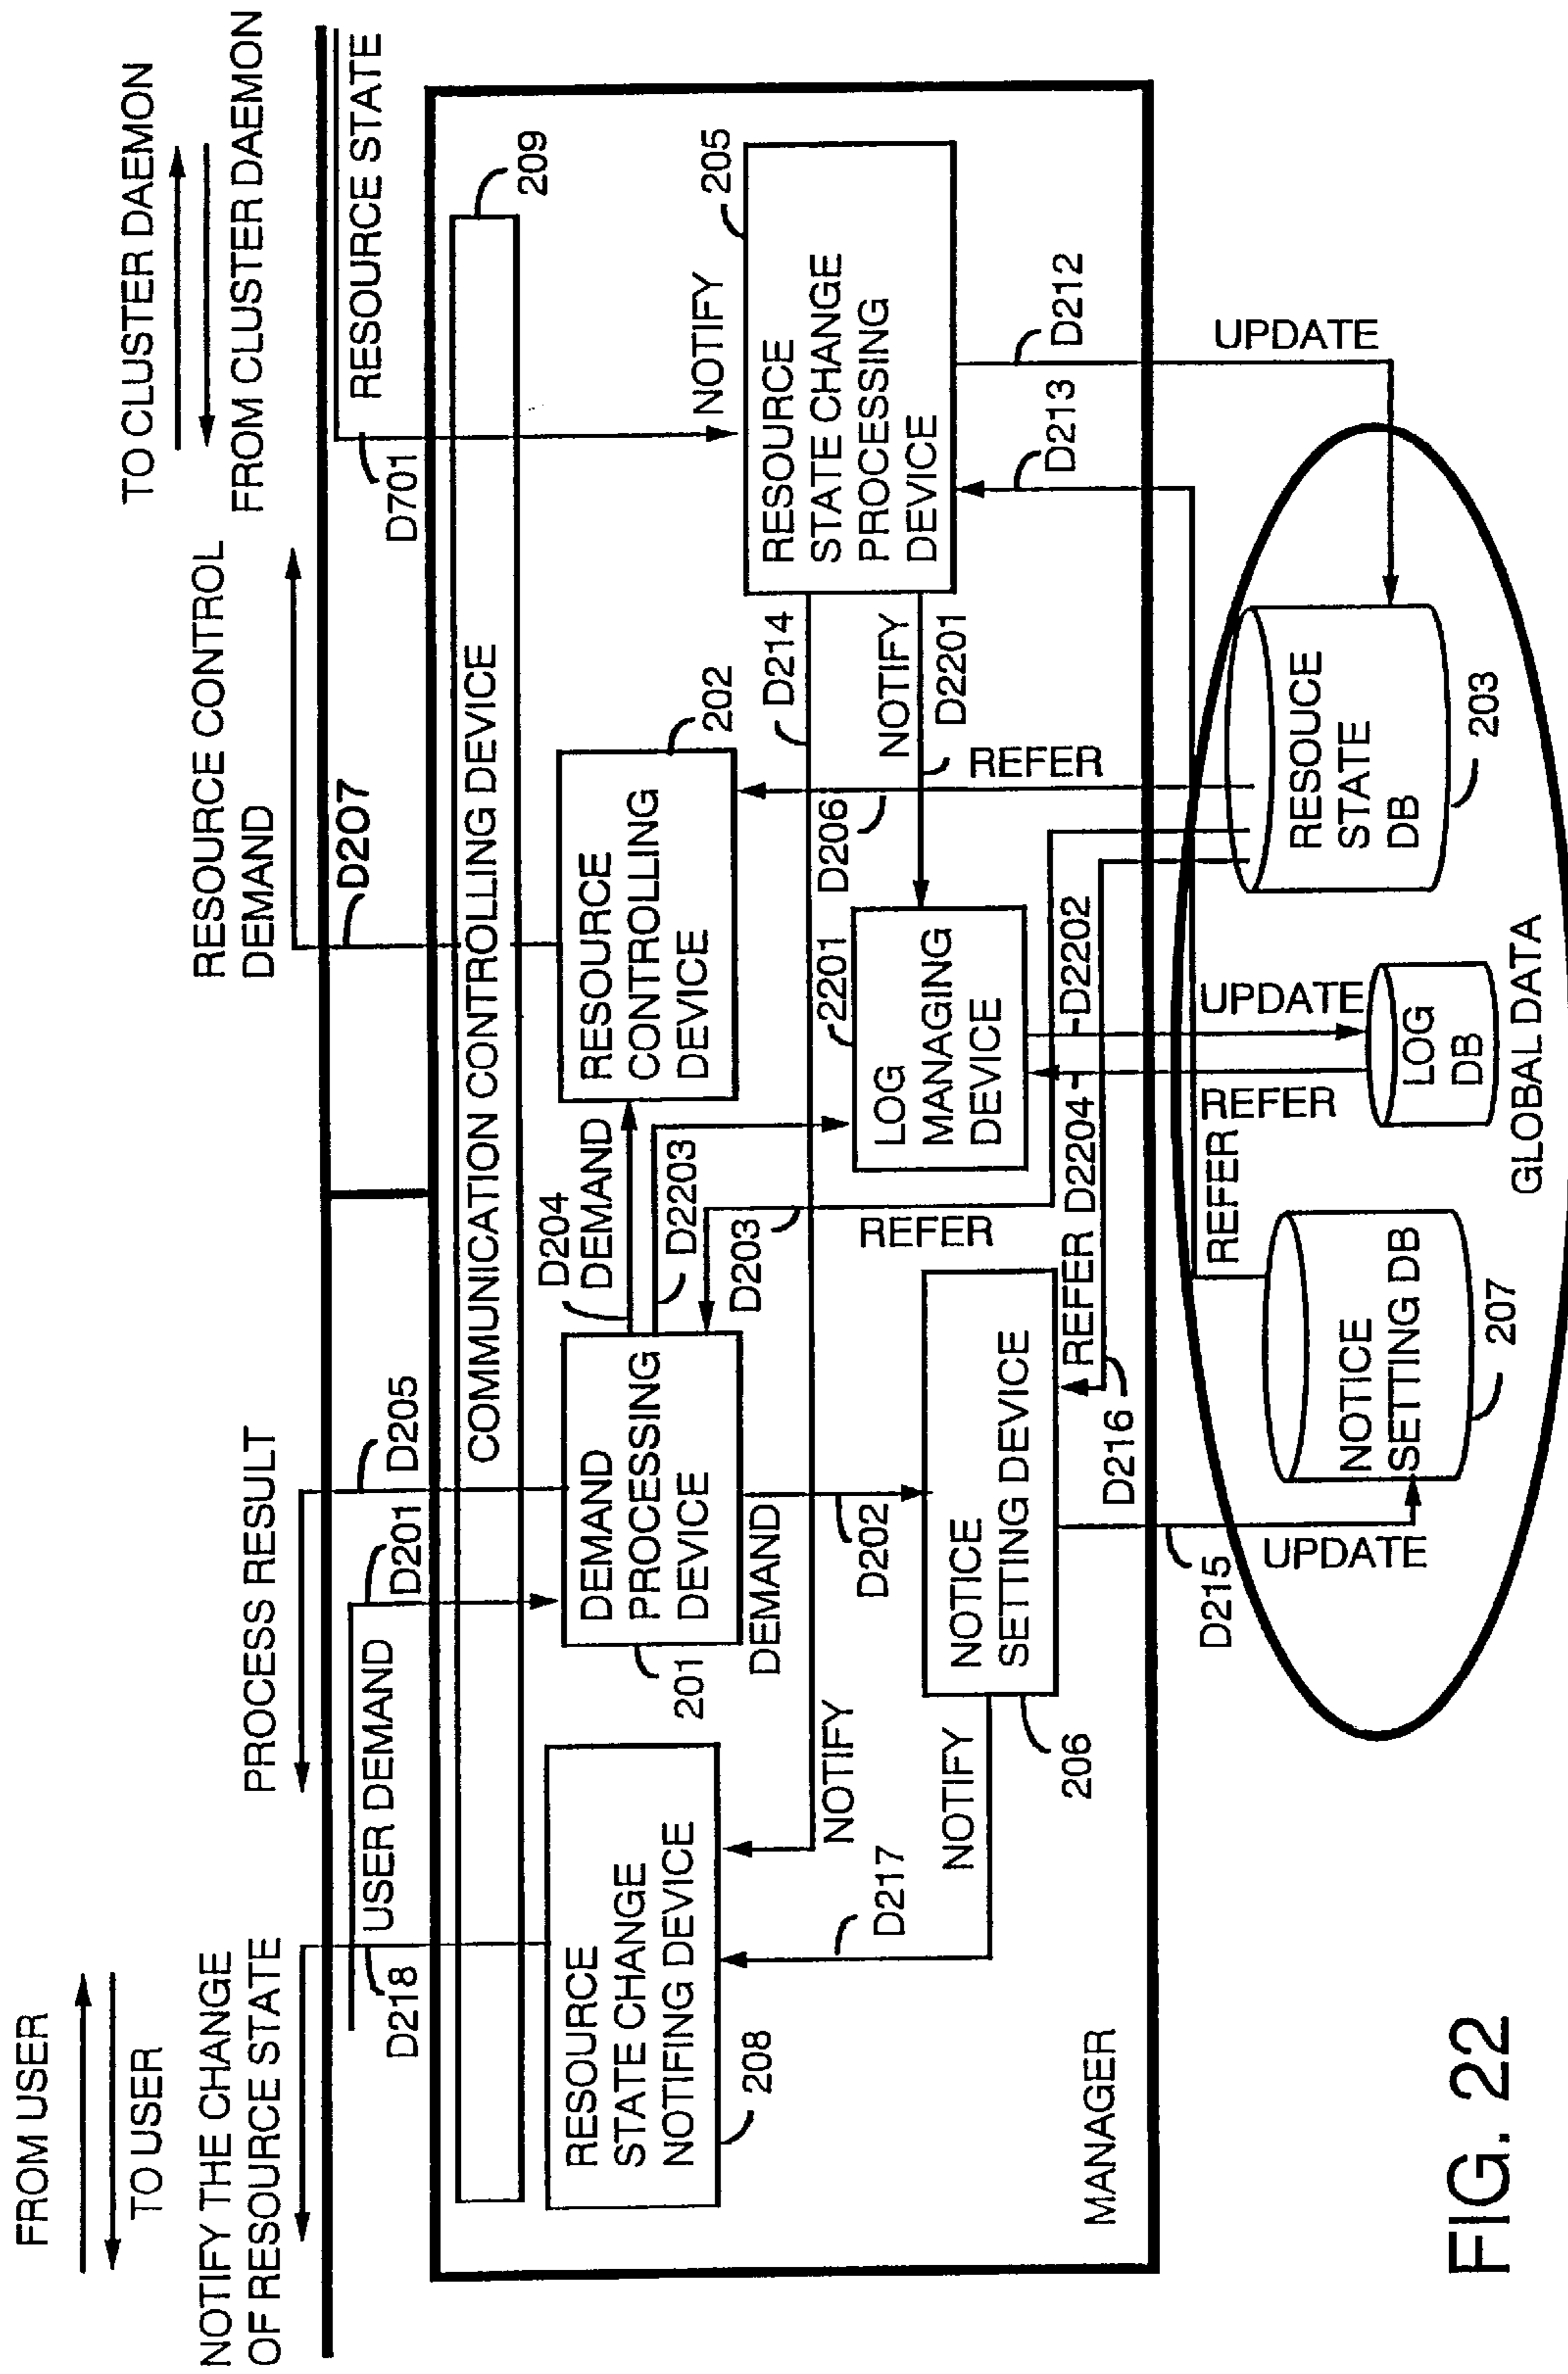 FROM USER
TO USER
NOTIFY THE CHANGE
OF RESOURCE STATE
PROCESS RESULT
RESOURCE CONTROL
DEMAND
TO CLUSTER DAEMON
FROM CLUSTER DAEMON
D218
USER DEMAND
D201
D205
D207
D701
RESOURCE STATE
COMMUNICATION CONTROLLING DEVICE
209
RESOURCE
STATE CHANGE
NOTIFING DEVICE
208
DEMAND
PROCESSING
DEVICE
201
D204
DEMAND
D2203
D203
REFER
RESOURCE
CONTROLLING
DEVICE
202
NOTIFY
205
RESOURCE
STATE CHANGE
PROCESSING
DEVICE
D214
NOTIFY
D2201
D206
REFER
NOTIFY
D217
NOTIFY
DEMAND
D202
NOTICE
SETTING DEVICE
206
2201
LOG
MANAGING
DEVICE
D2202
D2204
REFER
D216
D213
D212
UPDATE
MANAGER
D215
UPDATE
NOTICE
SETTING DB
207
REFER
UPDATE
REFER
LOG
DB
RESOUCE
STATE
DB
203
GLOBAL DATA
FIG. 22